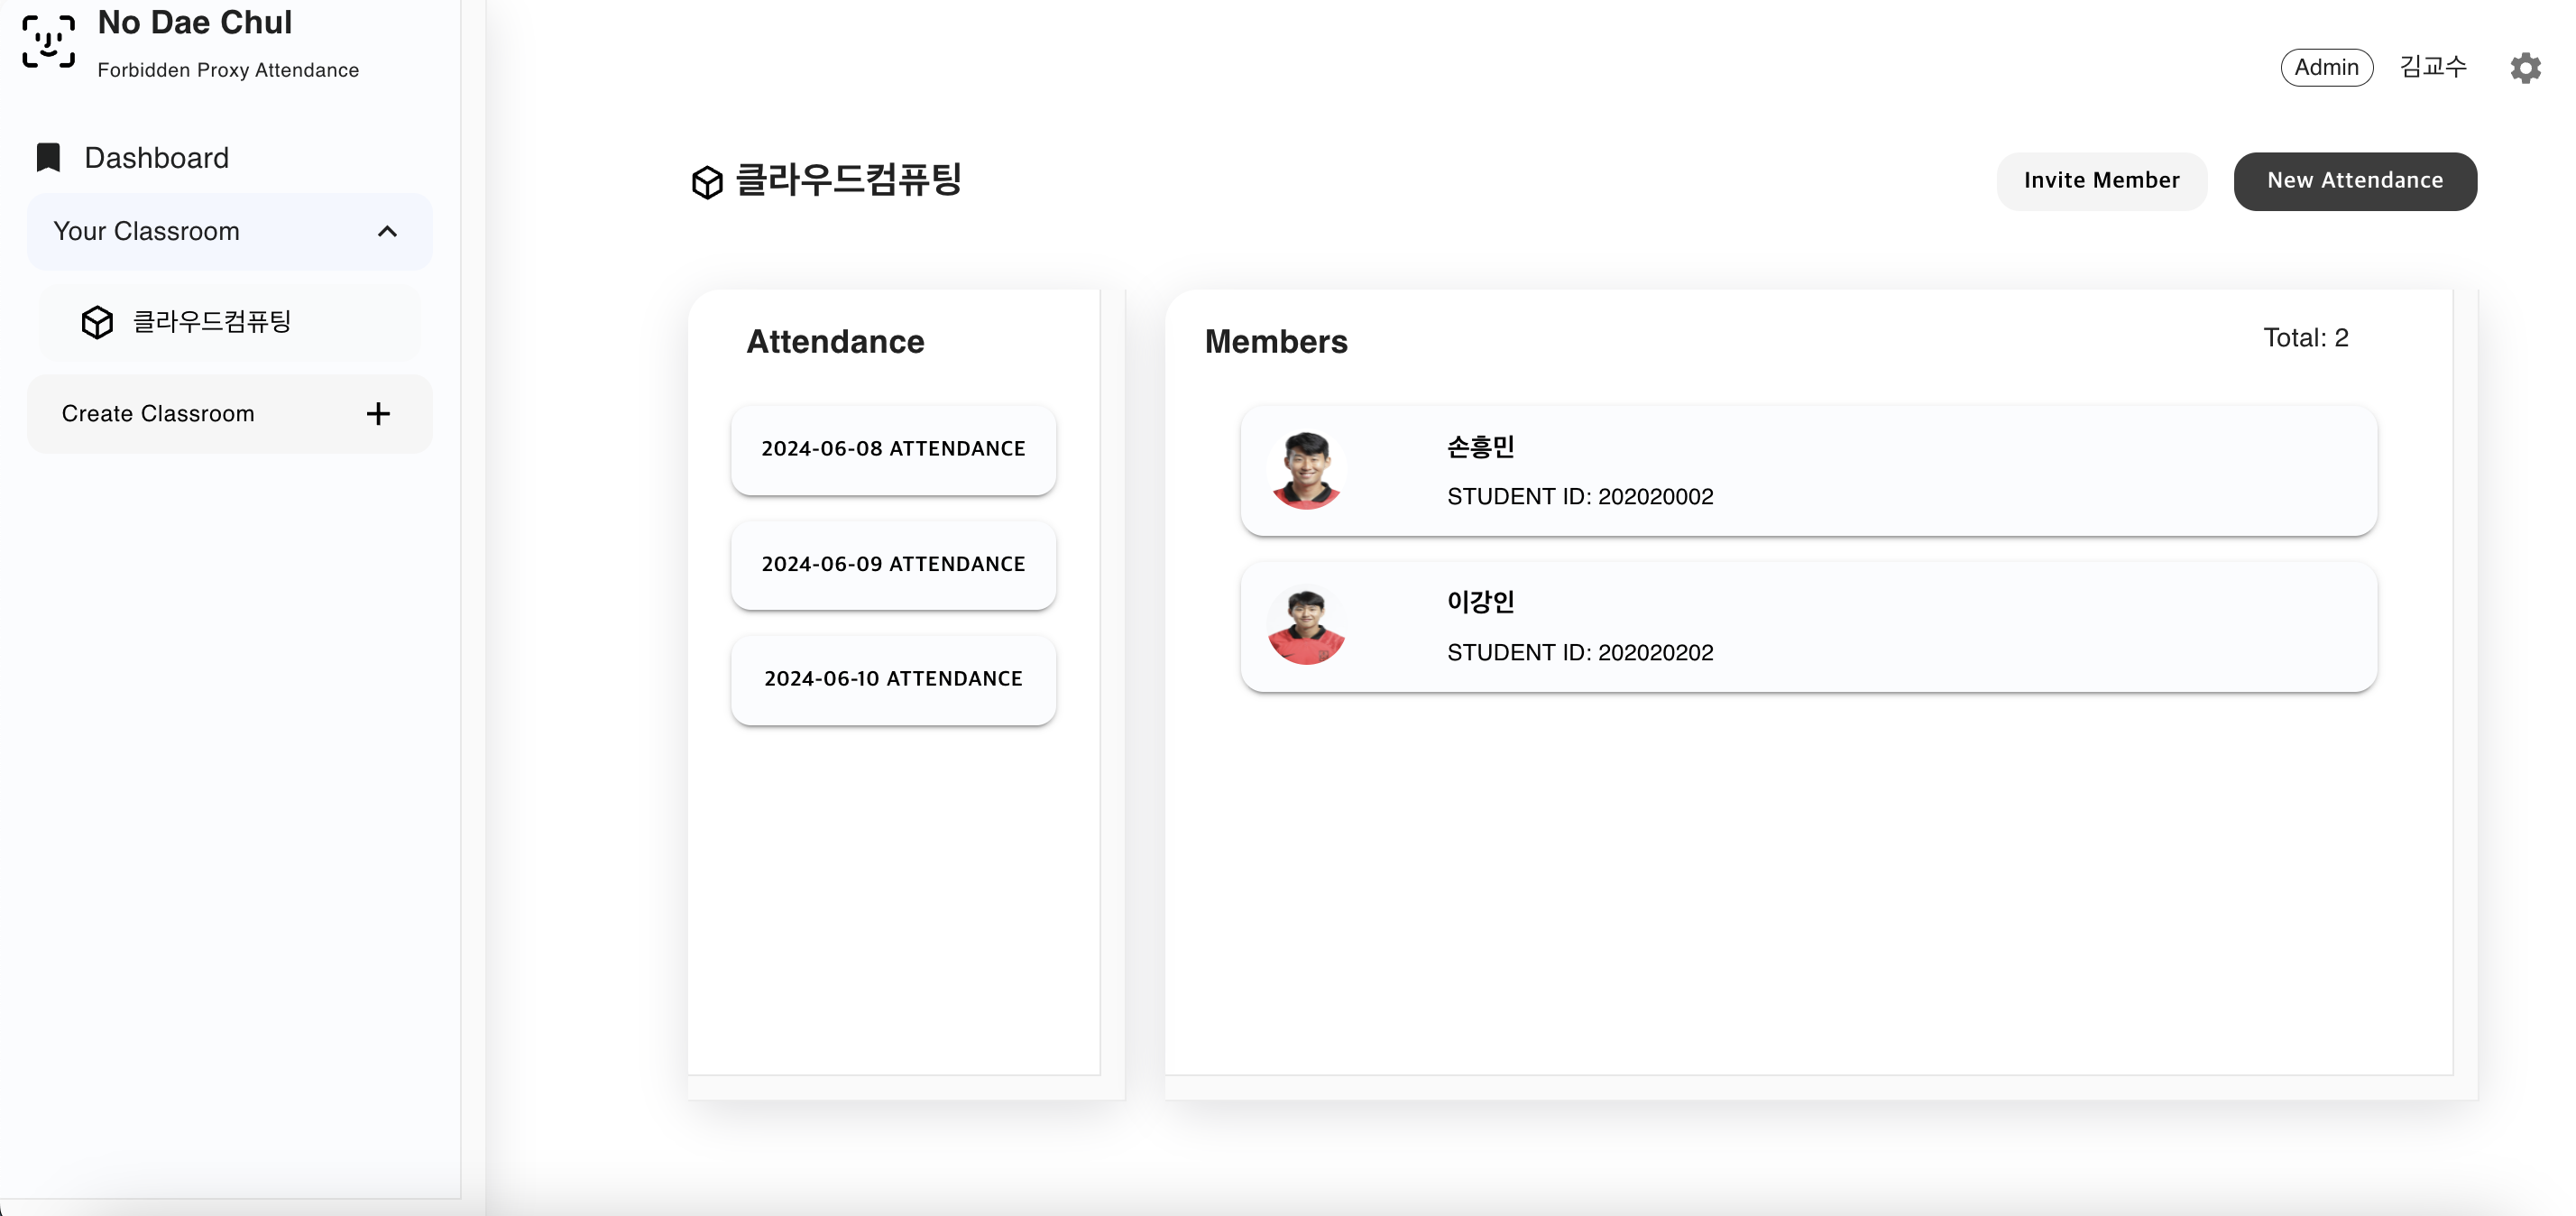 No Dae Chul
Forbidden Proxy Attendance
Dashboard
Your Classroom
클라우드컴퓨팅
Create Classroom
Admin 김교수
클라우드컴퓨팅
Invite Member
New Attendance
Attendance
2024-06-08 ATTENDANCE
2024-06-09 ATTENDANCE
2024-06-10 ATTENDANCE
Members
Total: 2
손흥민
STUDENT ID: 202020002
이강인
STUDENT ID: 202020202